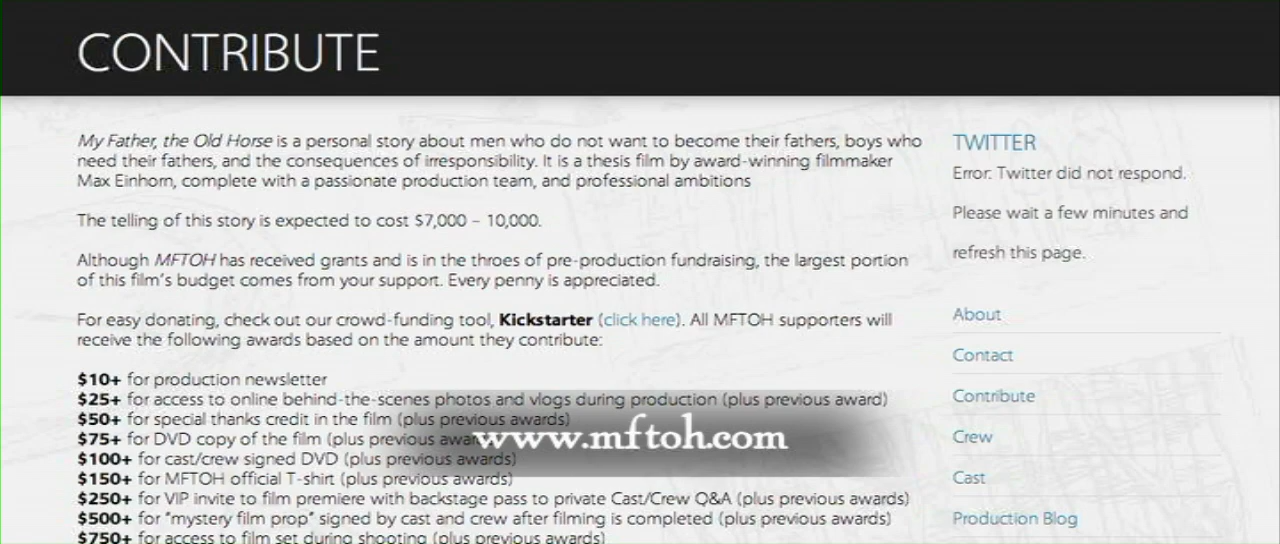 CONTRIBUTE
My Father, the Old Horse is a personal story about men who do not want to become their fathers, boys who
need their fathers, and the consequences of irresponsibility. It is a thesis film by award-winning filmmaker
Max Einhorn, complete with a passionate production team, and professional ambitions
The telling of this story is expected to cost $7,000 – 10,000.
Although MFTOH has received grants and is in the throes of pre-production fundraising, the largest portion
of this film's budget comes from your support. Every penny is appreciated.
For easy donating, check out our crowd-funding tool, Kickstarter (click here). All MFTOH supporters will
receive the following awards based on the amount they contribute:
$10+ for production newsletter
$25+ for access to online behind-the-scenes photos and vlogs during production (plus previous award)
$50+ for special thanks credit in the film (plus previous awards)
$75+ for DVD copy of the film (plus previous
$100+ for cast/crew signed DVD (plus previous awards)
$150+ for MFTOH official T-shirt (plus previous awards)
$250+ for VIP invite to film premiere with backstage pass to private Cast/Crew Q&A (plus previous awards)
$500+ for "mystery film prop" signed by cast and crew after filming is completed (plus previous awards)
$750+ for access to film set during shooting (plus previous awards)
www.mftoh.com
TWITTER
Error. Twitter did not respond.
Please wait a few minutes and
refresh this page.
About
Contact
Contribute
Crew
Cast
Production Blog